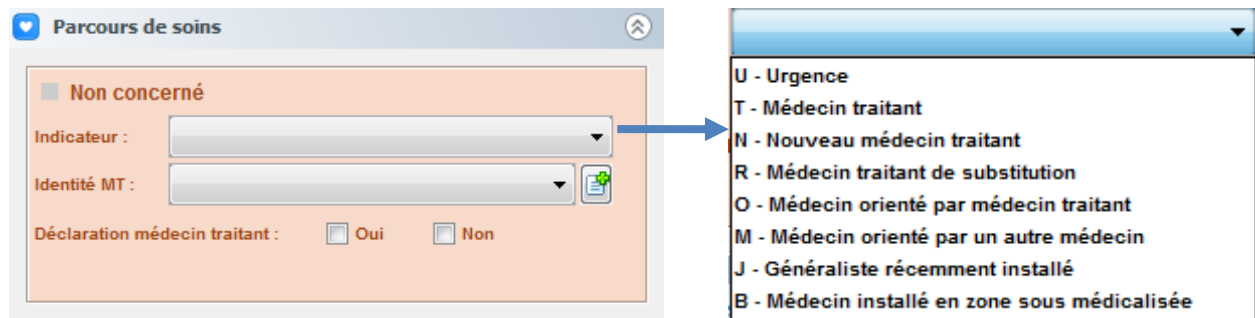 Parcours de soins
Non concerné
Indicateur :
Identité MT :
Déclaration médecin traitant : Oui Non
U - Urgence
T - Médecin traitant
N - Nouveau médecin traitant
R - Médecin traitant de substitution
O - Médecin orienté par médecin traitant
M - Médecin orienté par un autre médecin
J - Généraliste récemment installé
B - Médecin installé en zone sous médicalisée